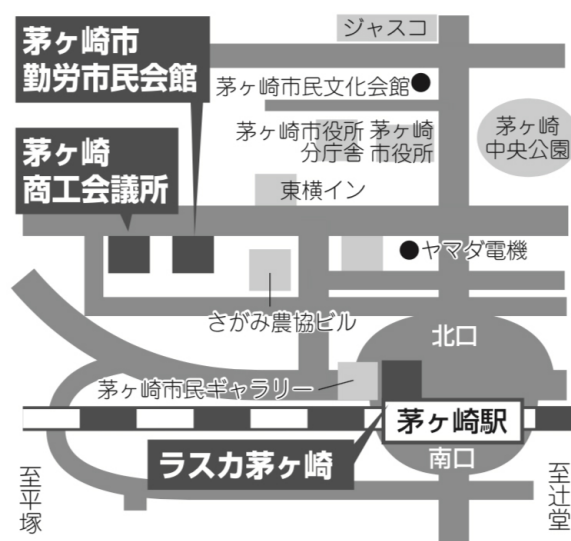 ジャスコ
茅ヶ崎市
勤労市民会館
茅ヶ崎市民文化会館
茅ヶ崎市役所
分庁舎
茅ヶ崎
市役所
茅ヶ崎
中央公園
茅ヶ崎
商工会議所
東横イン
ヤマダ電機
さがみ農協ビル
北口
茅ヶ崎市民ギャラリー
茅ヶ崎駅
ラスカ茅ヶ崎
南口
至平塚
至辻堂